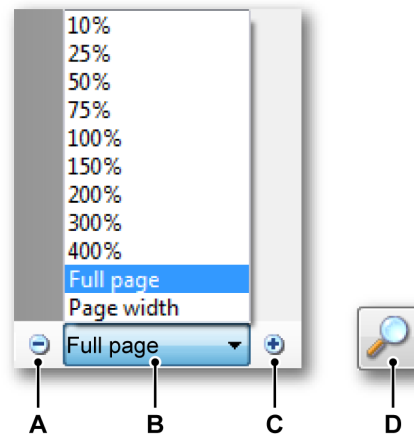 10%
25%
50%
75%
100%
150%
200%
300%
400%
Full page
Page width
Full page
A B C D